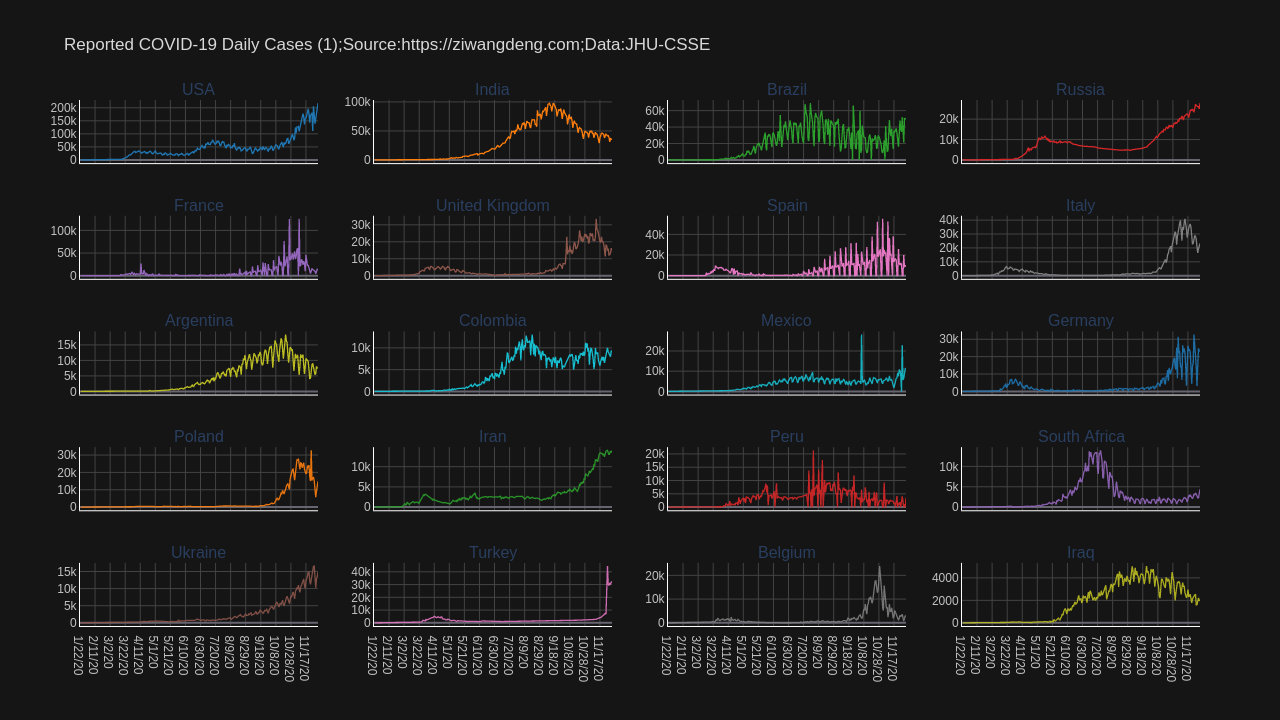 Reported COVID-19 Daily Cases (1);Source:https://ziwangdeng.com;Data:JHU-CSSE
USA
India
Brazil
Russia
200k
150k
100k
50k
0
100k
50k
0
60k
40k
20k
0
20k
10k
0
France
United Kingdom
Spain
Italy
100k
50k
0
30k
20k
10k
0
40k
20k
0
40k
30k
20k
10k
0
Argentina
Colombia
Mexico
Germany
15k
10k
5k
0
10k
5k
0
20k
10k
0
30k
20k
10k
0
Poland
Iran
Peru
South Africa
30k
20k
10k
0
10k
5k
0
20k
15k
10k
5k
0
10k
5k
0
Ukraine
Turkey
Belgium
Iraq
15k
10k
5k
0
40k
30k
20k
10k
0
20k
10k
0
4000
2000
0
1/22/20
2/11/20
3/2/20
3/22/20
4/11/20
5/1/20
5/21/20
6/10/20
6/30/20
7/20/20
8/9/20
8/29/20
9/18/20
10/8/20
10/28/20
11/17/20
1/22/20
2/11/20
3/2/20
3/22/20
4/11/20
5/1/20
5/21/20
6/10/20
6/30/20
7/20/20
8/9/20
8/29/20
9/18/20
10/8/20
10/28/20
11/17/20
1/22/20
2/11/20
3/2/20
3/22/20
4/11/20
5/1/20
5/21/20
6/10/20
6/30/20
7/20/20
8/9/20
8/29/20
9/18/20
10/8/20
10/28/20
11/17/20
1/22/20
2/11/20
3/2/20
3/22/20
4/11/20
5/1/20
5/21/20
6/10/20
6/30/20
7/20/20
8/9/20
8/29/20
9/18/20
10/8/20
10/28/20
11/17/20